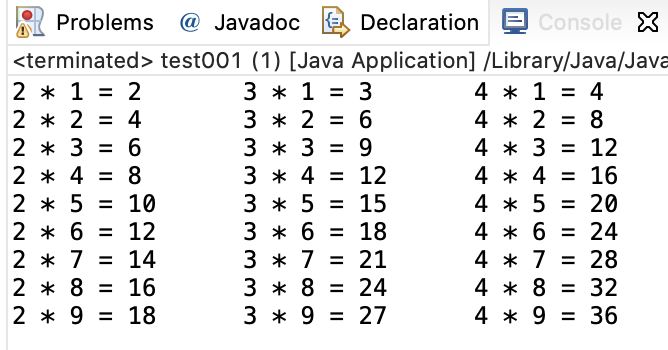 Problems @ Javadoc Declaration Console
<terminated> test001 (1) [Java Application] /Library/Java/Java
2 * 1 = 2 3 * 1 = 3 4 * 1 = 4
2 * 2 = 4 3 * 2 = 6 4 * 2 = 8
2 * 3 = 6 3 * 3 = 9 4 * 3 = 12
2 * 4 = 8 3 * 4 = 12 4 * 4 = 16
2 * 5 = 10 3 * 5 = 15 4 * 5 = 20
2 * 6 = 12 3 * 6 = 18 4 * 6 = 24
2 * 7 = 14 3 * 7 = 21 4 * 7 = 28
2 * 8 = 16 3 * 8 = 24 4 * 8 = 32
2 * 9 = 18 3 * 9 = 27 4 * 9 = 36